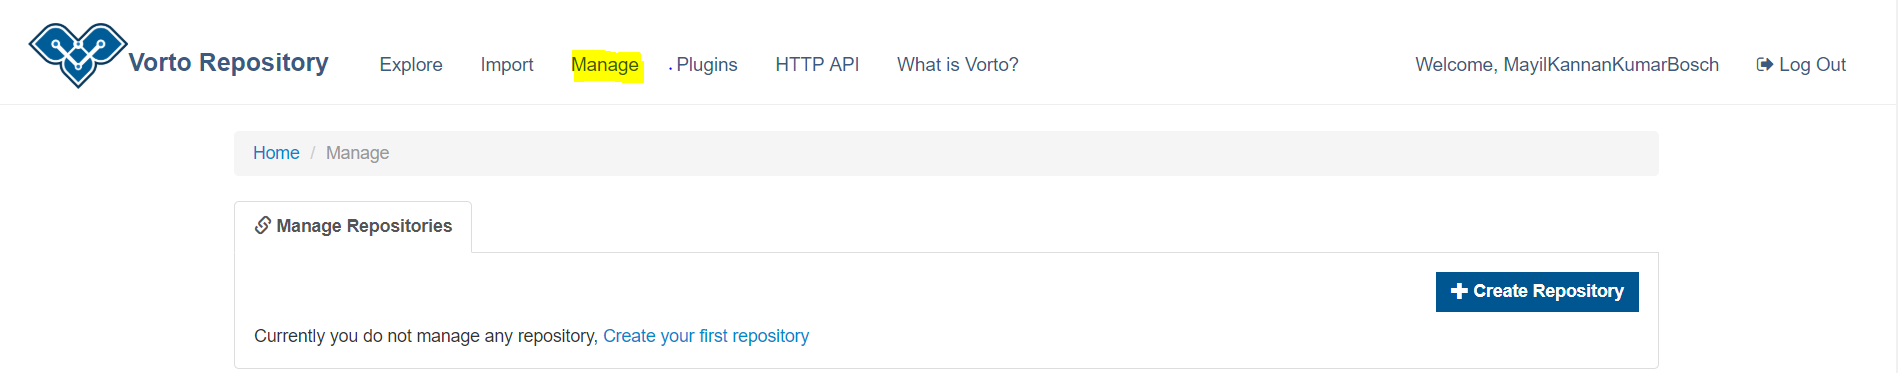 Vorto Repository Explore Import Manage Plugins HTTP API What is Vorto? Welcome, MayilKannanKumarBosch Log Out
Home / Manage
Manage Repositories
Create Repository
Currently you do not manage any repository, Create your first repository